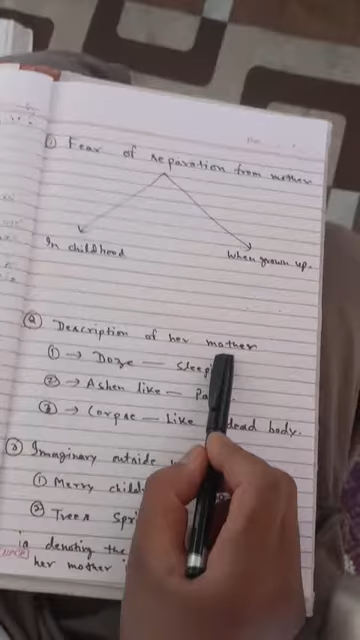 ① Fear of separation from mother
In childhood When grown up.
② Description of her mother
① → Doze — sleep
② → Ashen like — Pa
③ → Corpse — Like dead body.
③ Imaginary outside
① Merry child
② Trees Spri
is denoting the
her mother